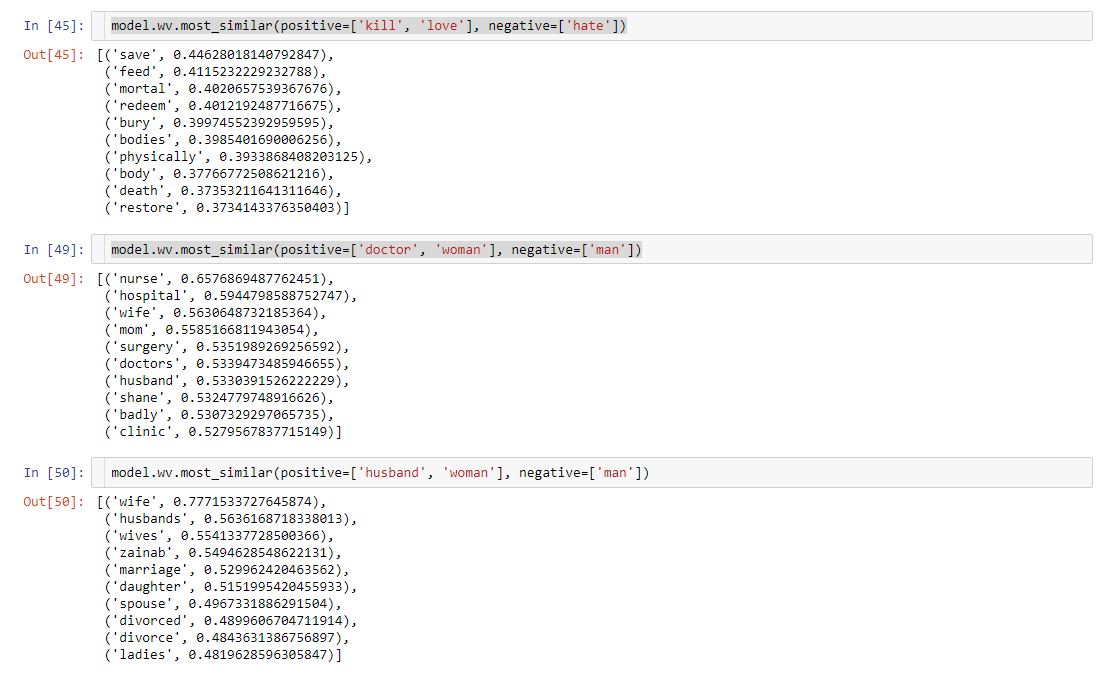 In [45]: model.wv.most_similar(positive=['kill', 'love'], negative=['hate'])
Out[45]: [('save', 0.44628018140792847),
('feed', 0.4115232229232788),
('mortal', 0.4020657539367676),
('redeem', 0.4012192487716675),
('bury', 0.39974552392959595),
('bodies', 0.3985401690006256),
('physically', 0.3933868408203125),
('body', 0.37766772508621216),
('death', 0.37353211641311646),
('restore', 0.3734143376350403)]
In [49]: model.wv.most_similar(positive=['doctor', 'woman'], negative=['man'])
Out[49]: [('nurse', 0.6576869487762451),
('hospital', 0.5944798588752747),
('wife', 0.5630648732185364),
('mom', 0.5585166811943054),
('surgery', 0.5351989269256592),
('doctors', 0.5339473485946655),
('husband', 0.5330391526222229),
('shane', 0.5324779748916626),
('badly', 0.5307329297065735),
('clinic', 0.5279567837715149)]
In [50]: model.wv.most_similar(positive=['husband', 'woman'], negative=['man'])
Out[50]: [('wife', 0.7771533727645874),
('husbands', 0.5636168718338013),
('wives', 0.5541337728500366),
('zainab', 0.5494628548622131),
('marriage', 0.529962420463562),
('daughter', 0.5151995420455933),
('spouse', 0.4967331886291504),
('divorced', 0.4899606704711914),
('divorce', 0.4843631386756897),
('ladies', 0.4819628596305847)]